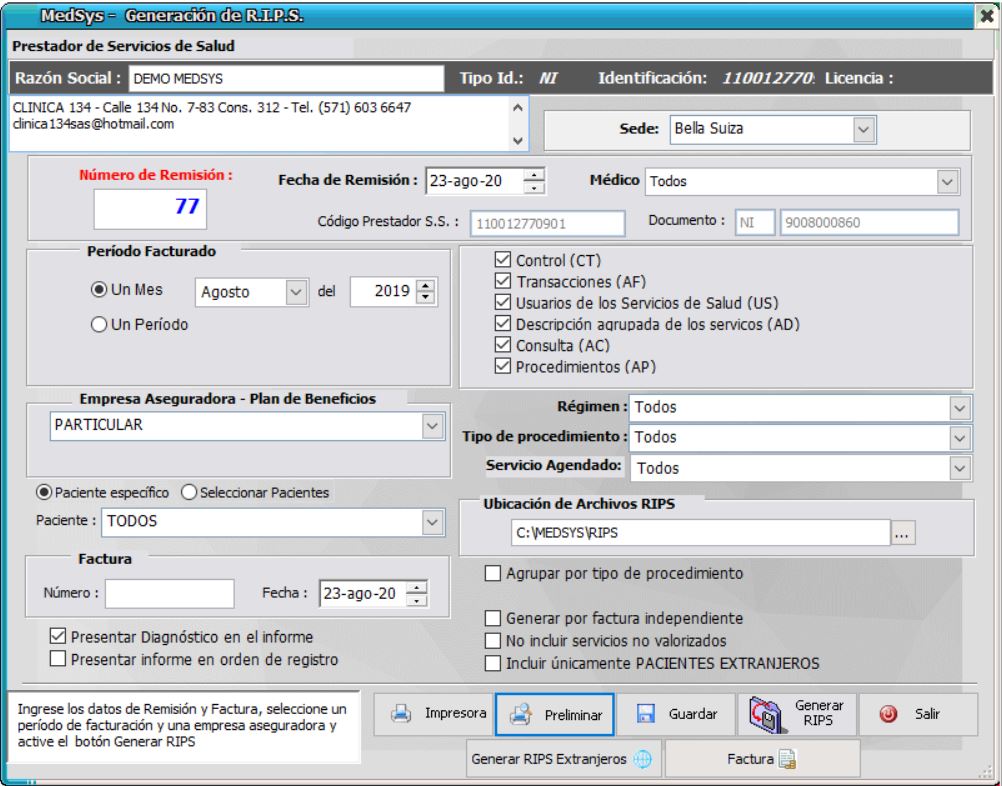 MedSys - Generación de R.I.P.S.
Prestador de Servicios de Salud
Razón Social : DEMO MEDSYS Tipo Id.: NI Identificación: 110012770 Licencia :
CLINICA 134 - Calle 134 No. 7-83 Cons. 312 - Tel. (571) 603 6647
clinica134sas@hotmail.com
Sede: Bella Suiza
Número de Remisión :
77
Fecha de Remisión : 23-ago-20
Médico Todos
Código Prestador S.S. : 110012770901
Documento : NI 9008000860
Período Facturado
Un Mes Agosto del 2019
Un Período
Control (CT)
Transacciones (AF)
Usuarios de los Servicios de Salud (US)
Descripción agrupada de los servicos (AD)
Consulta (AC)
Procedimientos (AP)
Empresa Aseguradora - Plan de Beneficios
PARTICULAR
Régimen : Todos
Tipo de procedimiento : Todos
Servicio Agendado: Todos
Paciente específico Seleccionar Pacientes
Paciente : TODOS
Ubicación de Archivos RIPS
C:\MEDSYS\RIPS ...
Factura
Número : Fecha : 23-ago-20
Agrupar por tipo de procedimiento
Generar por factura independiente
No incluir servicios no valorizados
Incluir únicamente PACIENTES EXTRANJEROS
Presentar Diagnóstico en el informe
Presentar informe en orden de registro
Ingrese los datos de Remisión y Factura, seleccione un
período de facturación y una empresa aseguradora y
active el botón Generar RIPS
Impresora Preliminar Guardar Generar RIPS Salir
Generar RIPS Extranjeros Factura